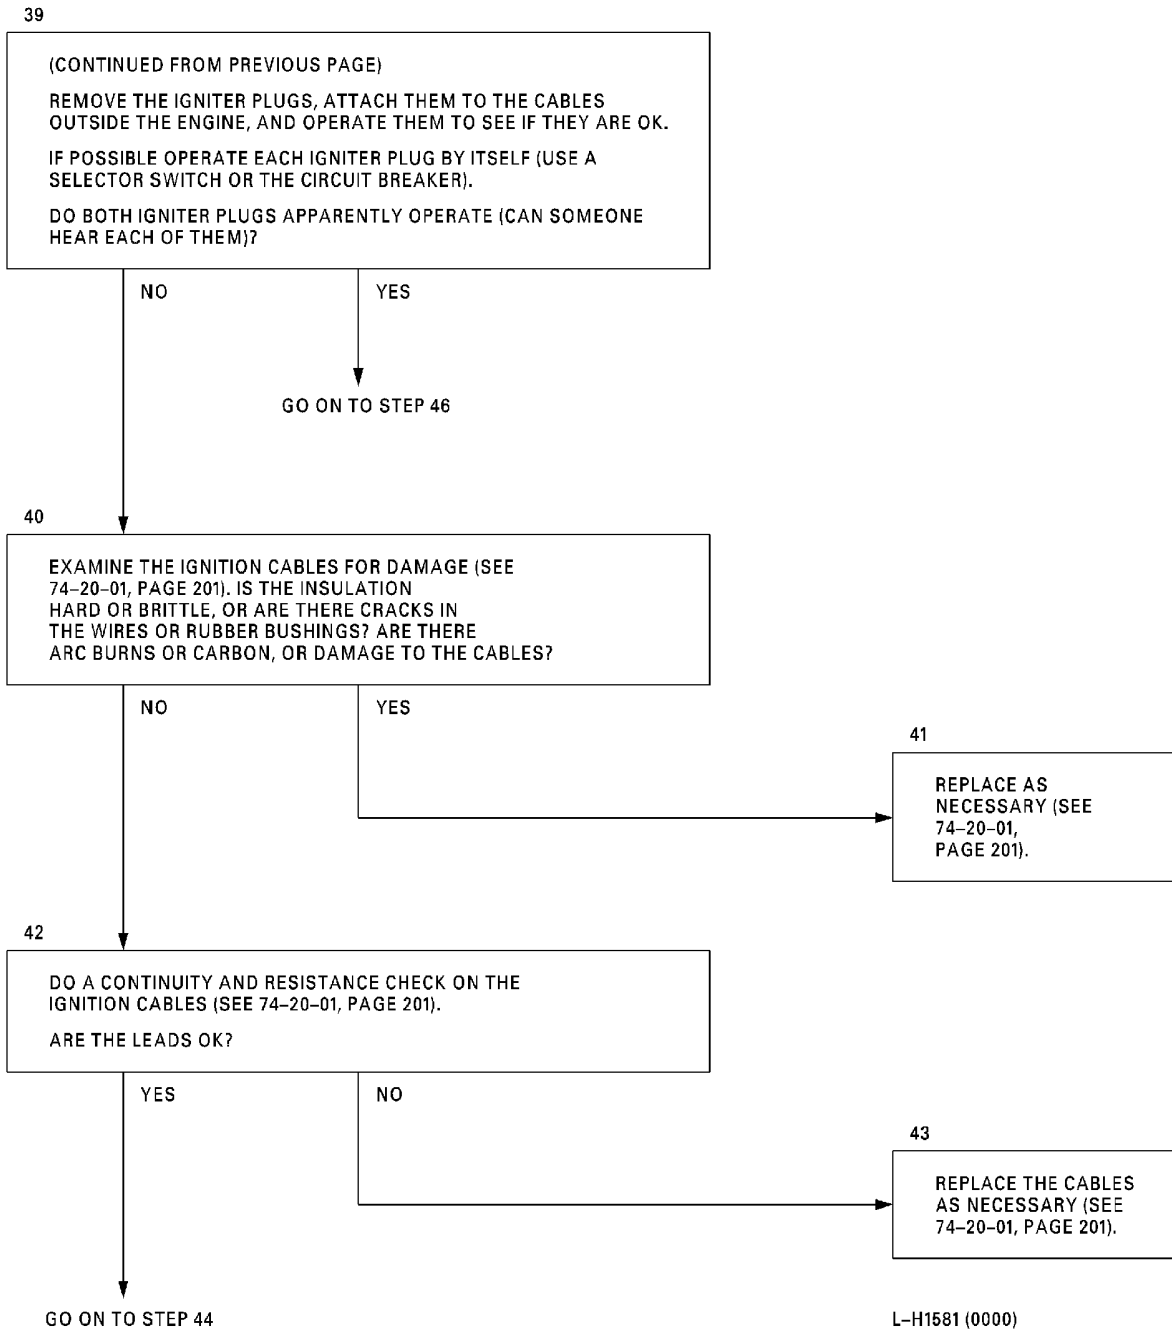 39
(CONTINUED FROM PREVIOUS PAGE)
REMOVE THE IGNITER PLUGS, ATTACH THEM TO THE CABLES
OUTSIDE THE ENGINE, AND OPERATE THEM TO SEE IF THEY ARE OK.
IF POSSIBLE OPERATE EACH IGNITER PLUG BY ITSELF (USE A
SELECTOR SWITCH OR THE CIRCUIT BREAKER).
DO BOTH IGNITER PLUGS APPARENTLY OPERATE (CAN SOMEONE
HEAR EACH OF THEM)?
NO
YES
GO ON TO STEP 46
40
EXAMINE THE IGNITION CABLES FOR DAMAGE (SEE
74–20–01, PAGE 201). IS THE INSULATION
HARD OR BRITTLE, OR ARE THERE CRACKS IN
THE WIRES OR RUBBER BUSHINGS? ARE THERE
ARC BURNS OR CARBON, OR DAMAGE TO THE CABLES?
NO
YES
41
REPLACE AS
NECESSARY (SEE
74–20–01,
PAGE 201).
42
DO A CONTINUITY AND RESISTANCE CHECK ON THE
IGNITION CABLES (SEE 74–20–01, PAGE 201).
ARE THE LEADS OK?
YES
NO
43
REPLACE THE CABLES
AS NECESSARY (SEE
74–20–01, PAGE 201).
GO ON TO STEP 44
L–H1581 (0000)